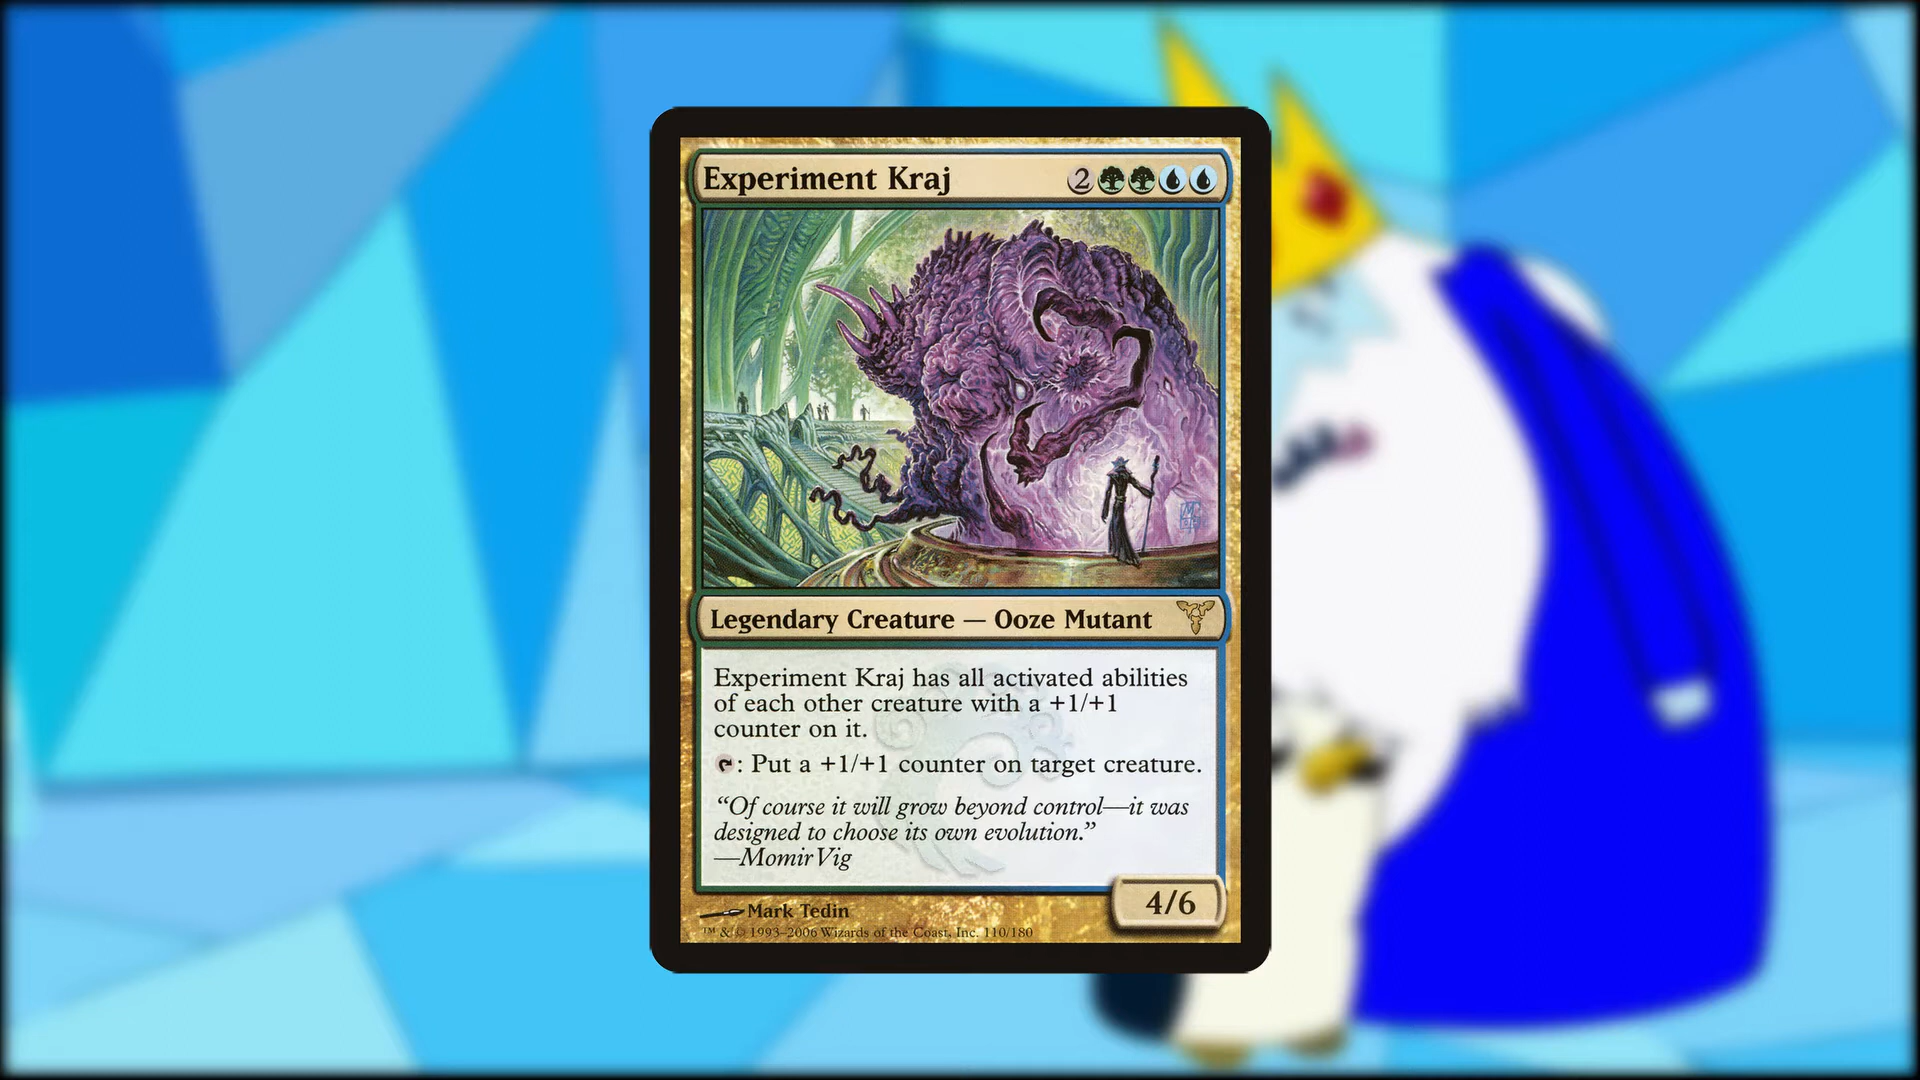 Experiment Kraj 2
Legendary Creature — Ooze Mutant
Experiment Kraj has all activated abilities
of each other creature with a +1/+1
counter on it.
: Put a +1/+1 counter on target creature.
“Of course it will grow beyond control—it was
designed to choose its own evolution.”
—Momir Vig
4/6
Mark Tedin
™ & © 1993–2006 Wizards of the Coast, Inc. 110/180